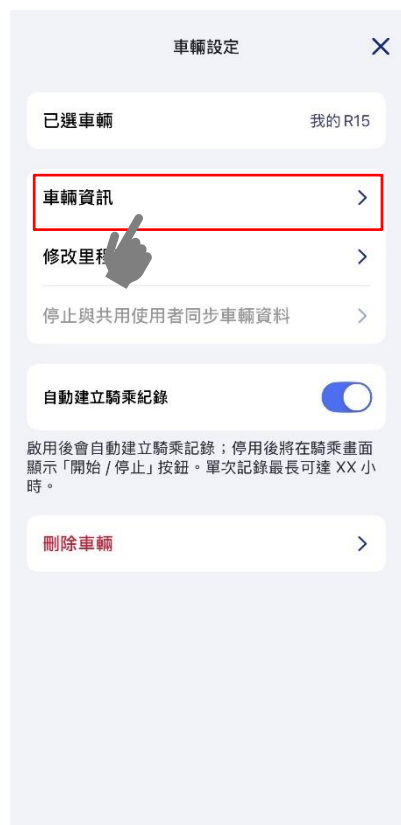 車輛設定
已選車輛 我的 R15
車輛資訊
修改里程
停止與共用使用者同步車輛資料
自動建立騎乘紀錄
啟用後會自動建立騎乘記錄；停用後將在騎乘畫面
顯示「開始 / 停止」按鈕。單次記錄最長可達 XX 小
時。
刪除車輛